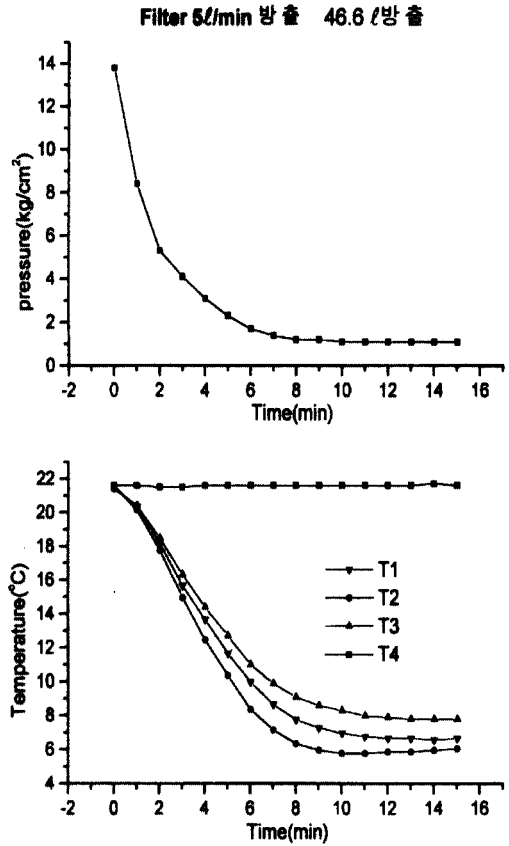 Filter 5ℓ/min 방 출 46.6 ℓ방 출
pressure(kg/cm²)
14
12
10
8
6
4
2
0
-2 0 2 4 6 8 10 12 14 16
Time(min)
Temperature(°C)
22
20
18
16
14
12
10
8
6
4
T1
T2
T3
T4
-2 0 2 4 6 8 10 12 14 16
Time(min)